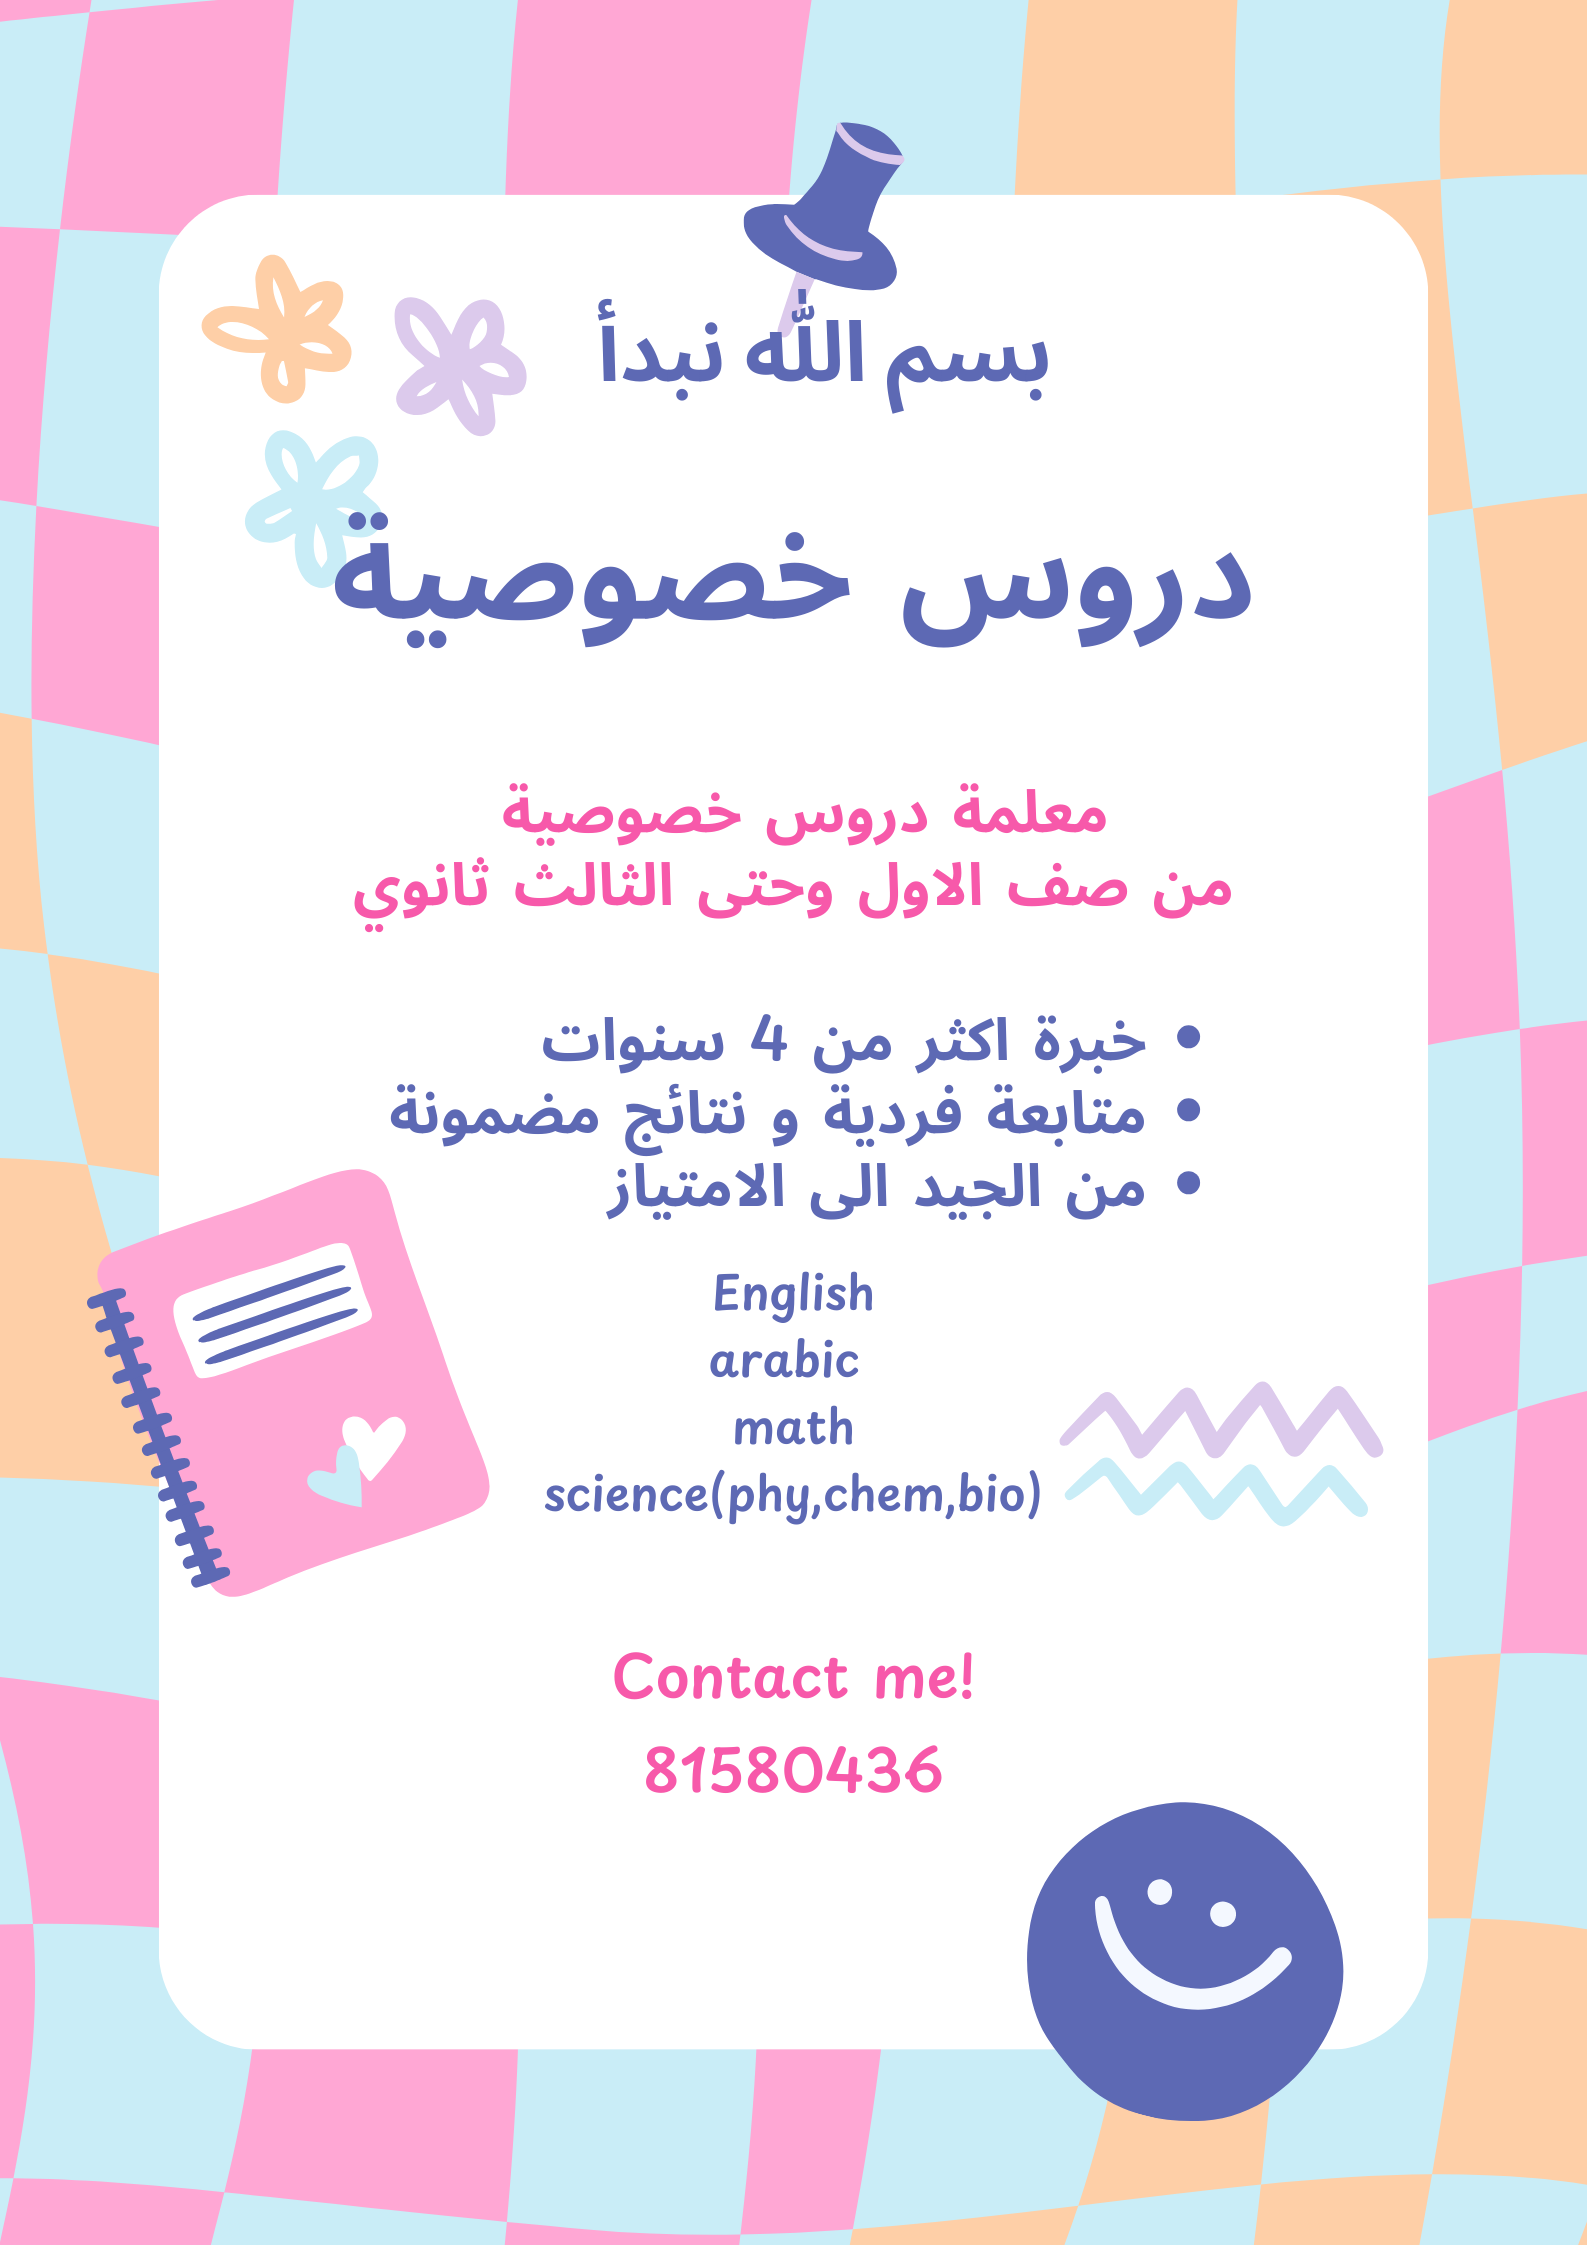 بسم الله نبدأ
دروس خصوصية
معلمة دروس خصوصية
من صف الاول وحتى الثالث ثانوي
• خبرة اكثر من 4 سنوات
• متابعة فردية و نتائج مضمونة
• من الجيد الى الامتياز
English
arabic
math
science(phy,chem,bio)
Contact me!
81580436